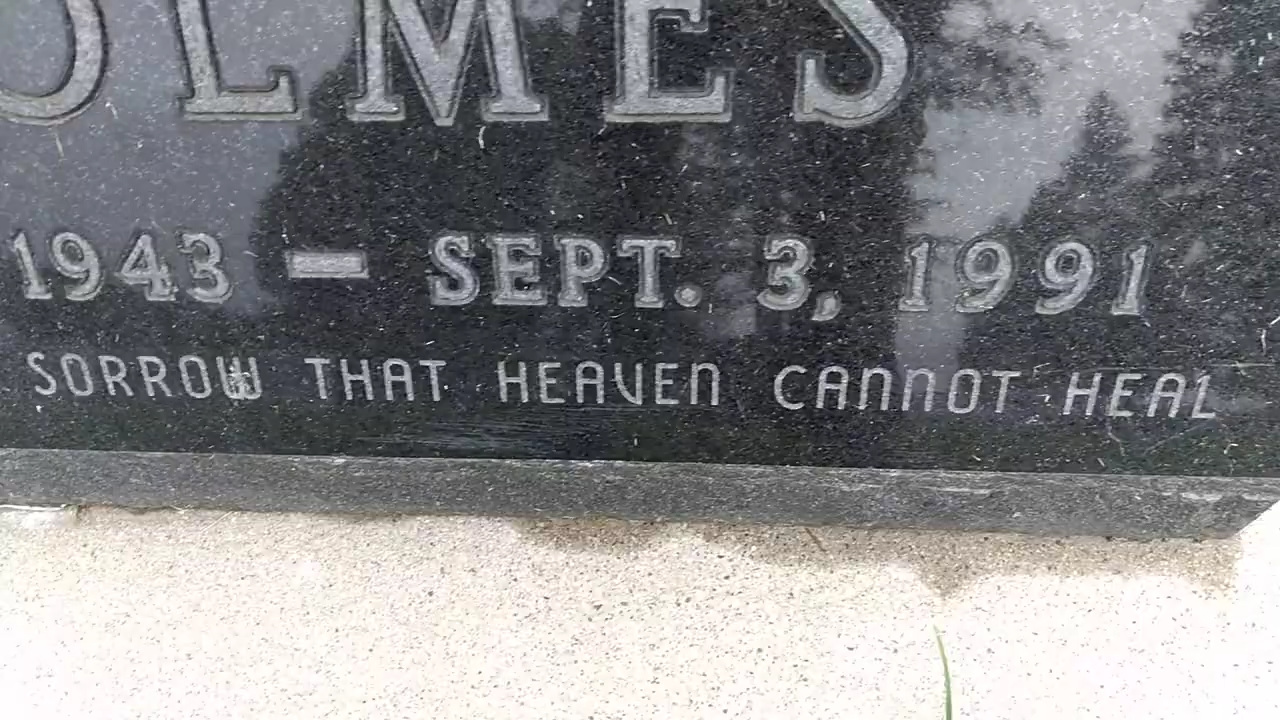 OLMES
1943 – SEPT. 3, 1991
SORROW THAT HEAVEN CANNOT HEAL